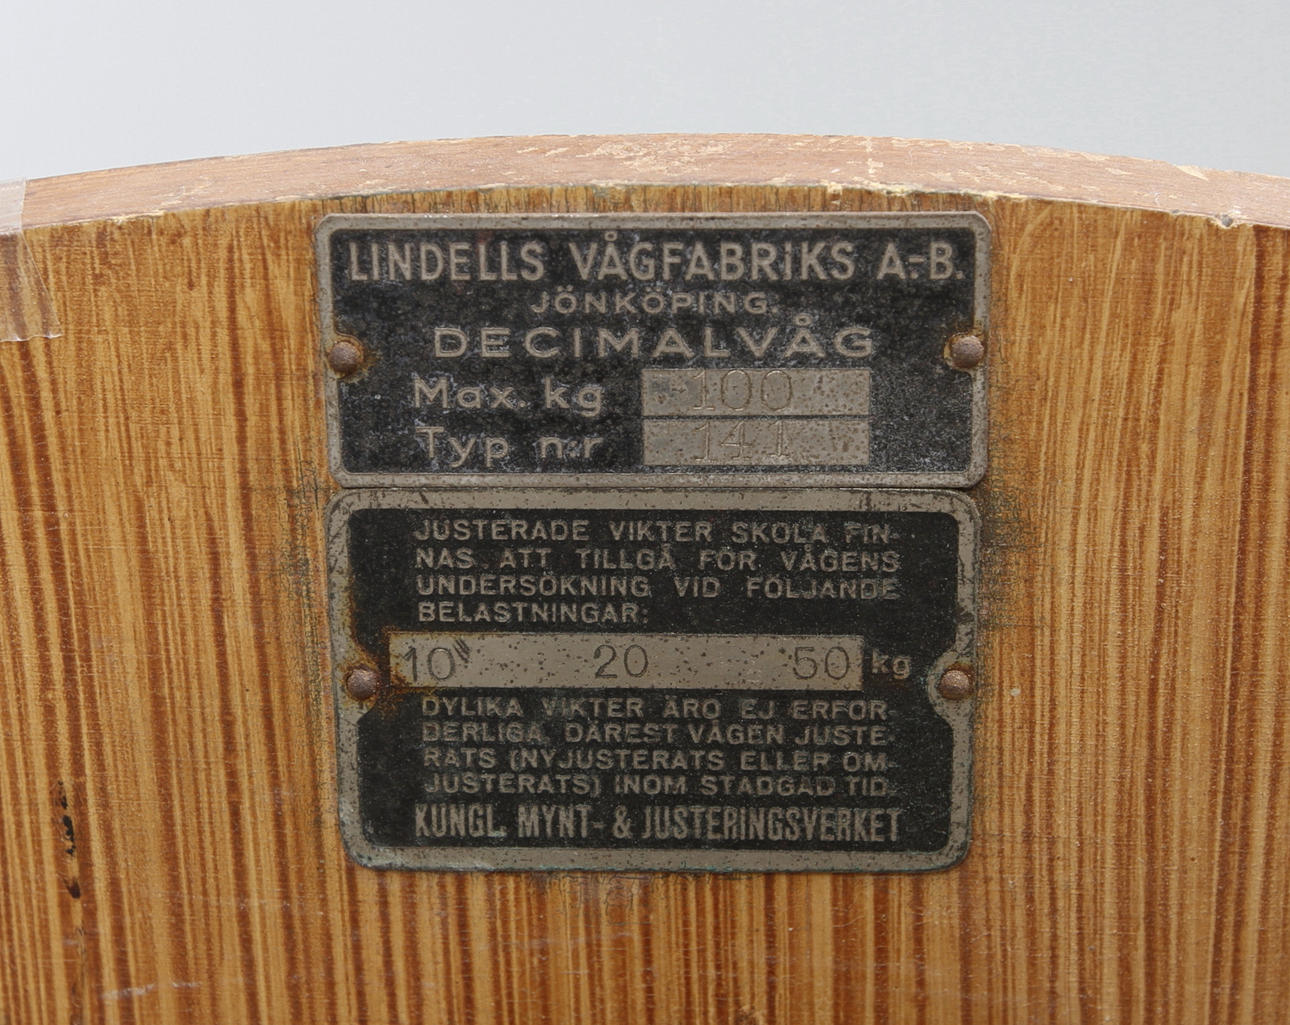 LINDELLS VÅGFABRIKS A.-B.
JÖNKÖPING.
DECIMALVÅG
Max. kg 100
Typ n:r 141
JUSTERADE VIKTER SKOLA FIN-
NAS ATT TILLGÅ FÖR VÅGENS
UNDERSÖKNING VID FÖLJANDE
BELASTNINGAR:
10 20 50 kg
DYLIKA VIKTER ÄRO EJ ERFOR-
DERLIGA, DÄREST VÅGEN JUSTE-
RATS (NYJUSTERATS ELLER OM-
JUSTERATS) INOM STADGAD TID.
KUNGL. MYNT- & JUSTERINGSVERKET